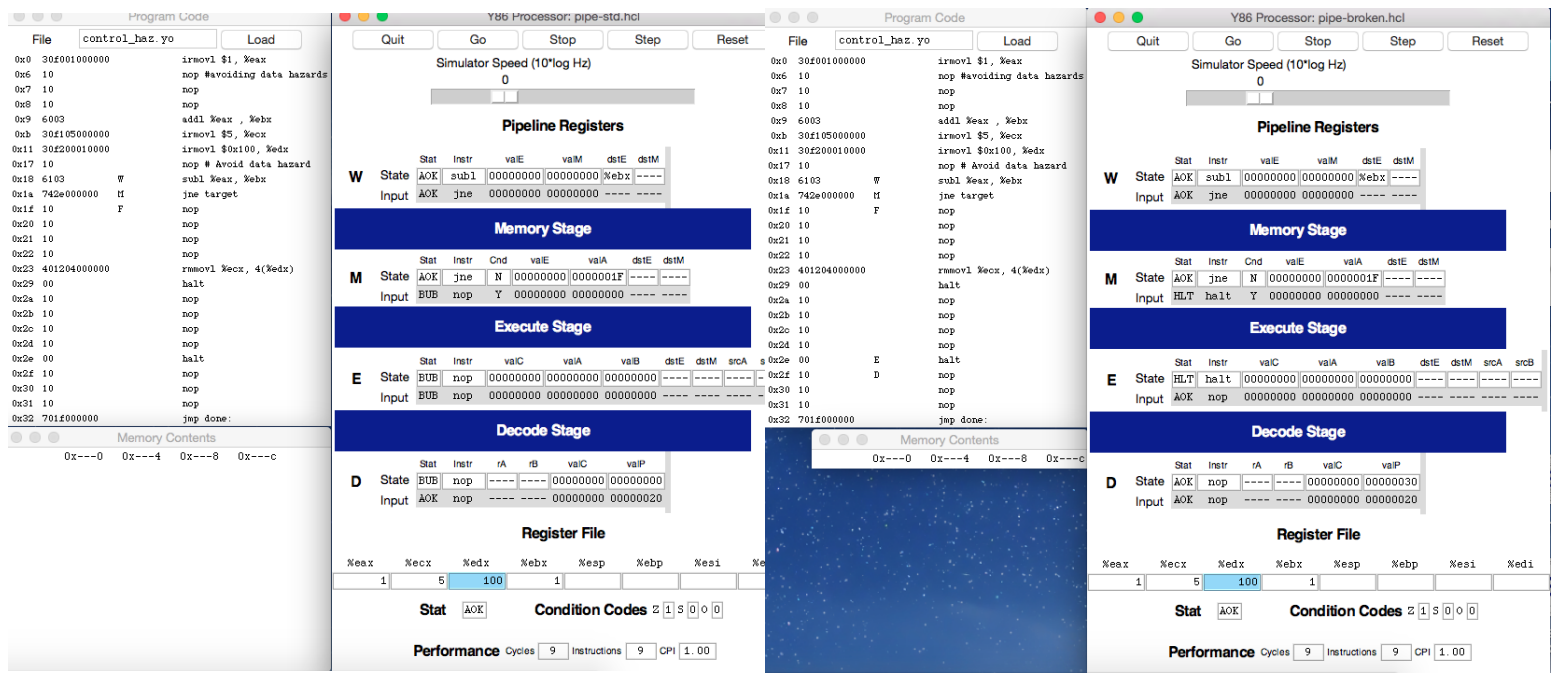 Program Code
File control_haz.yo Load
0x0 30f001000000 irmovl $1, %eax
0x6 10 nop #avoiding data hazards
0x7 10 nop
0x8 10 nop
0x9 6003 addl %eax , %ebx
0xb 30f105000000 irmovl $5, %ecx
0x11 30f200010000 irmovl $0x100, %edx
0x17 10 nop # Avoid data hazard
0x18 6103 W subl %eax, %ebx
0x1a 742e000000 M jne target
0x1f 10 F nop
0x20 10 nop
0x21 10 nop
0x22 10 nop
0x23 401204000000 rmmovl %ecx, 4(%edx)
0x29 00 halt
0x2a 10 nop
0x2b 10 nop
0x2c 10 nop
0x2d 10 nop
0x2e 00 halt
0x2f 10 nop
0x30 10 nop
0x31 10 nop
0x32 701f000000 jmp done:
Memory Contents
0x---0 0x---4 0x---8 0x---c
Y86 Processor: pipe-std.hcl
Quit Go Stop Step Reset
Simulator Speed (10*log Hz)
0
Pipeline Registers
Stat Instr valE valM dstE dstM
W State AOK subl 00000000 00000000 %ebx ----
Input AOK jne 00000000 00000000 ---- ----
Memory Stage
Stat Instr Cnd valE valA dstE dstM
M State AOK jne N 00000000 0000001F ---- ----
Input BUB nop Y 00000000 00000000 ---- ----
Execute Stage
Stat Instr valC valA valB dstE dstM srcA s
E State BUB nop 00000000 00000000 00000000 ---- ---- ---- -
Input BUB nop 00000000 00000000 00000000 ---- ---- ---- -
Decode Stage
Stat Instr rA rB valC valP
D State BUB nop ---- ---- 00000000 00000000
Input AOK nop ---- ---- 00000000 00000020
Register File
%eax %ecx %edx %ebx %esp %ebp %esi %e
1 5 100 1
Stat AOK Condition Codes Z 1 S 0 O 0
Performance Cycles 9 Instructions 9 CPI 1.00
Program Code
File control_haz.yo Load
0x0 30f001000000 irmovl $1, %eax
0x6 10 nop #avoiding data hazards
0x7 10 nop
0x8 10 nop
0x9 6003 addl %eax , %ebx
0xb 30f105000000 irmovl $5, %ecx
0x11 30f200010000 irmovl $0x100, %edx
0x17 10 nop # Avoid data hazard
0x18 6103 W subl %eax, %ebx
0x1a 742e000000 M jne target
0x1f 10 F nop
0x20 10 nop
0x21 10 nop
0x22 10 nop
0x23 401204000000 rmmovl %ecx, 4(%edx)
0x29 00 halt
0x2a 10 nop
0x2b 10 nop
0x2c 10 nop
0x2d 10 nop
0x2e 00 E halt
0x2f 10 D nop
0x30 10 nop
0x31 10 nop
0x32 701f000000 jmp done:
Memory Contents
0x---0 0x---4 0x---8 0x---c
Y86 Processor: pipe-broken.hcl
Quit Go Stop Step Reset
Simulator Speed (10*log Hz)
0
Pipeline Registers
Stat Instr valE valM dstE dstM
W State AOK subl 00000000 00000000 %ebx ----
Input AOK jne 00000000 00000000 ---- ----
Memory Stage
Stat Instr Cnd valE valA dstE dstM
M State AOK jne N 00000000 0000001F ---- ----
Input HLT halt Y 00000000 00000000 ---- ----
Execute Stage
Stat Instr valC valA valB dstE dstM srcA srcB
E State HLT halt 00000000 00000000 00000000 ---- ---- ---- ----
Input AOK nop 00000000 00000000 00000000 ---- ---- ---- ----
Decode Stage
Stat Instr rA rB valC valP
D State AOK nop ---- ---- 00000000 00000030
Input AOK nop ---- ---- 00000000 00000020
Register File
%eax %ecx %edx %ebx %esp %ebp %esi %edi
1 5 100 1
Stat AOK Condition Codes Z 1 S 0 O 0
Performance Cycles 9 Instructions 9 CPI 1.00